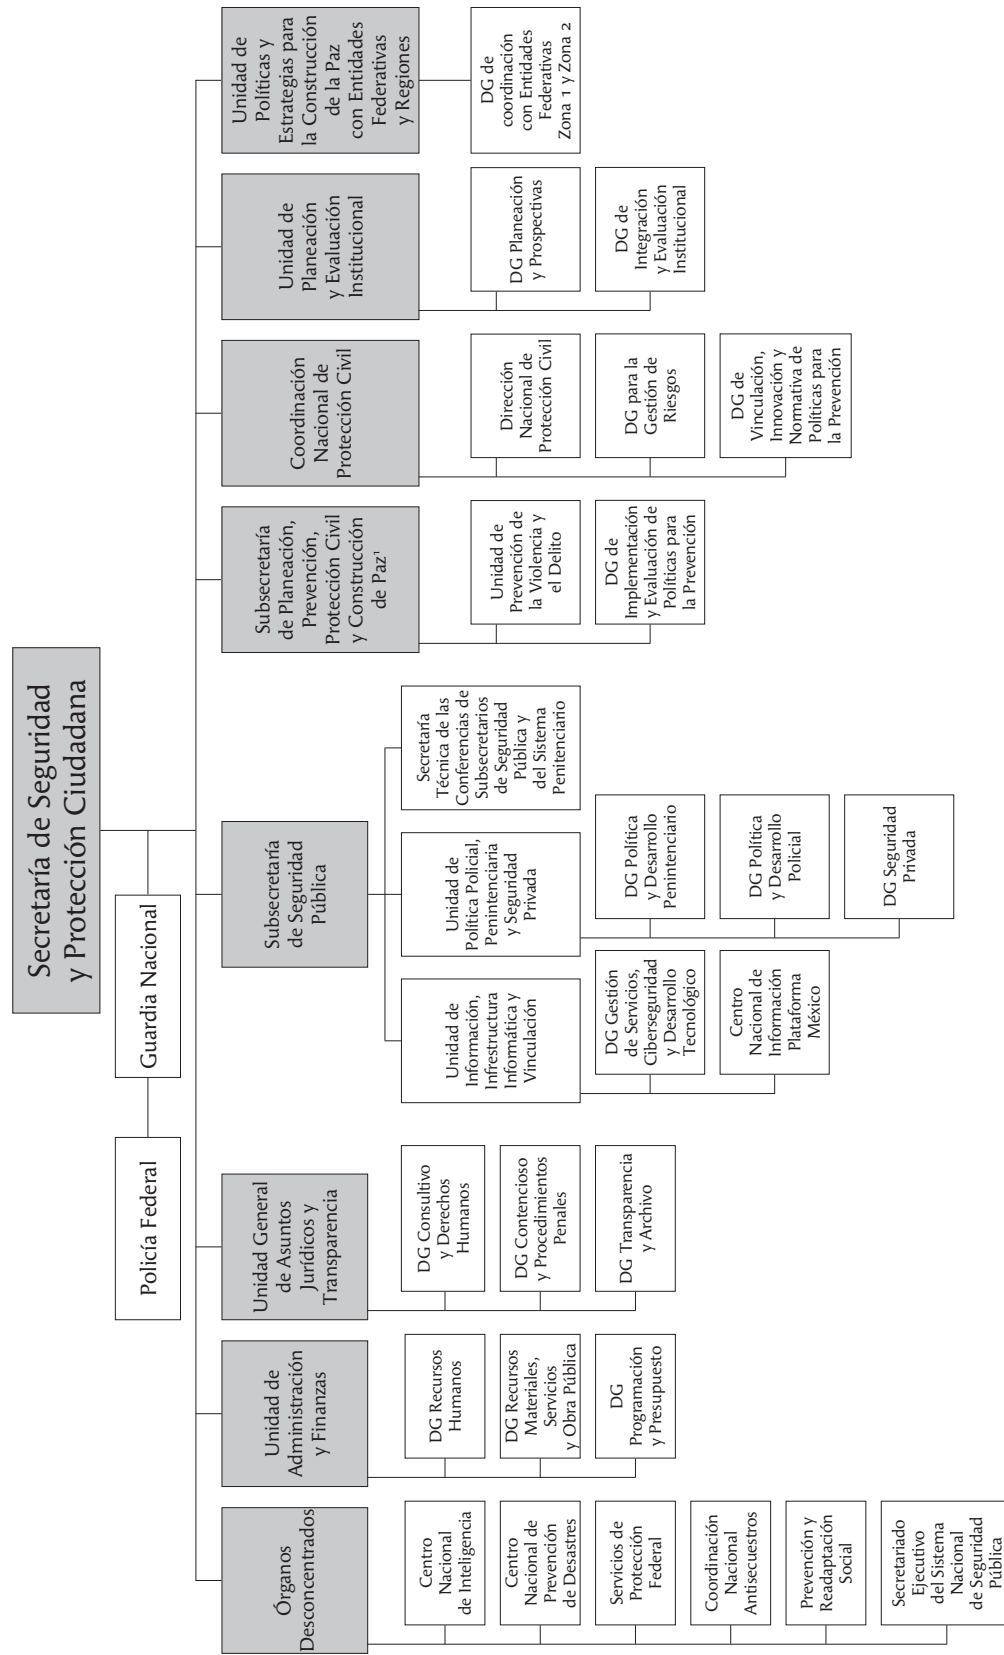 Secretaría de Seguridad
y Protección Ciudadana
Policía Federal
Guardia Nacional
Órganos
Desconcentrados
Centro
Nacional
de Inteligencia
Centro
Nacional de
Prevención
de Desastres
Servicios de
Protección
Federal
Coordinación
Nacional
Antisecuestros
Prevención y
Readaptación
Social
Secretariado
Ejecutivo
del Sistema
Nacional
de Seguridad
Pública
Unidad de
Administración
y Finanzas
DG Recursos
Humanos
DG Recursos
Materiales,
Servicios
y Obra Pública
DG
Programación
y Presupuesto
Unidad General
de Asuntos
Jurídicos y
Transparencia
DG Consultivo
y Derechos
Humanos
DG Contencioso
y Procedimientos
Penales
DG Transparencia
y Archivo
Subsecretaría
de Seguridad
Pública
Unidad de
Información,
Infrestructura
Informática y
Vinculación
DG Gestión
de Servicios,
Ciberseguridad
y Desarrollo
Tecnológico
Centro
Nacional de
Información
Plataforma
México
Unidad de
Política Policial,
Penintenciaria
y Seguridad
Privada
DG Política
y Desarrollo
Penintenciario
DG Política
y Desarrollo
Policial
DG Seguridad
Privada
Secretaría
Técnica de las
Conferencias de
Subsecretarios
de Seguridad
Pública y
del Sistema
Penitenciario
Subsecretaría
de Planeación,
Prevención,
Protección Civil
y Construcción
de Paz¹
Unidad de
Prevención de
la Violencia y
el Delito
DG de
Implementación
y Evaluación de
Políticas para
la Prevención
Coordinación
Nacional de
Protección Civil
Dirección
Nacional de
Protección Civil
DG para la
Gestión de
Riesgos
DG de
Vinculación,
Innovación y
Normativa de
Políticas para
la Prevención
Unidad de
Planeación
y Evaluación
Institucional
DG Planeación
y Prospectivas
DG de
Integración
y Evaluación
Institucional
Unidad de
Políticas y
Estrategias para
la Construcción
de la Paz
con Entidades
Federativas
y Regiones
DG de
coordinación
con Entidades
Federativas
Zona 1 y Zona 2